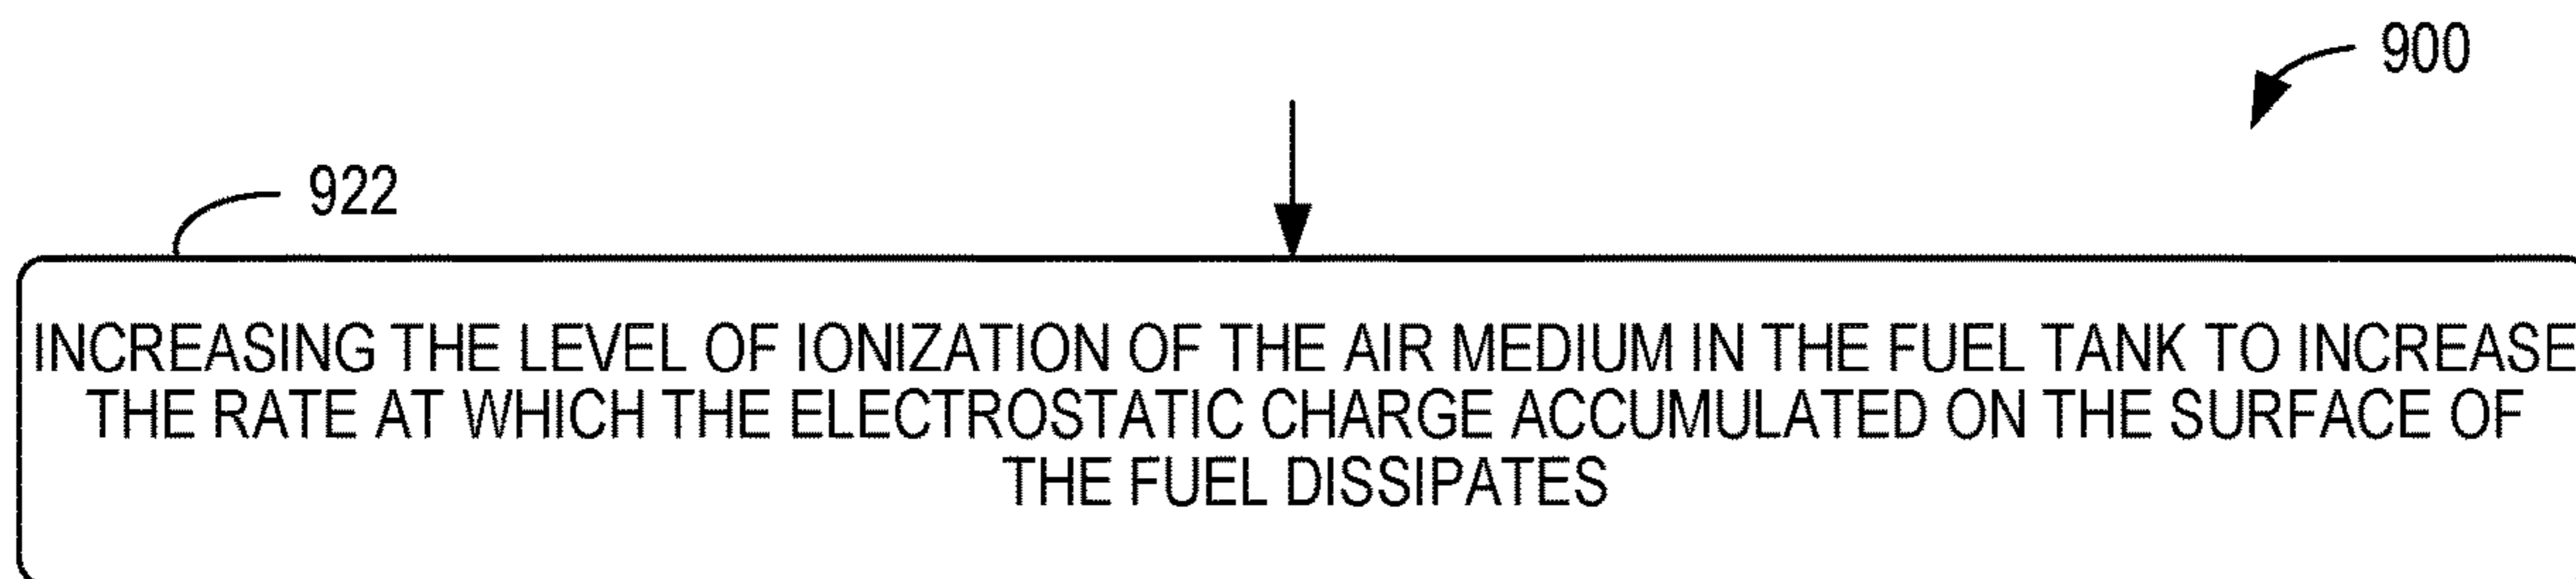 900
922
INCREASING THE LEVEL OF IONIZATION OF THE AIR MEDIUM IN THE FUEL TANK TO INCREASE
THE RATE AT WHICH THE ELECTROSTATIC CHARGE ACCUMULATED ON THE SURFACE OF
THE FUEL DISSIPATES